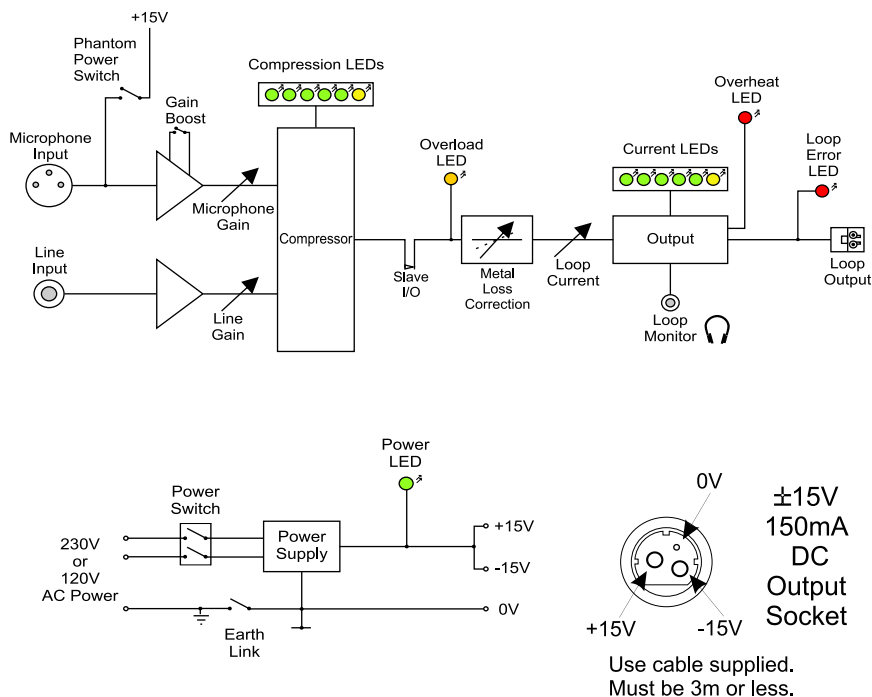 +15V
Phantom
Power
Switch
Compression LEDs
Gain
Boost
Microphone
Input
Microphone
Gain
Line
Input
Line
Gain
Compressor
Overload
LED
Slave
I/O
Metal
Loss
Correction
Loop
Current
Current LEDs
Output
Loop
Monitor
Overheat
LED
Loop
Error
LED
Loop
Output
Power
LED
Power
Switch
230V
or
120V
AC Power
Power
Supply
+15V
-15V
0V
Earth
Link
0V
+15V
-15V
±15V
150mA
DC
Output
Socket
Use cable supplied.
Must be 3m or less.